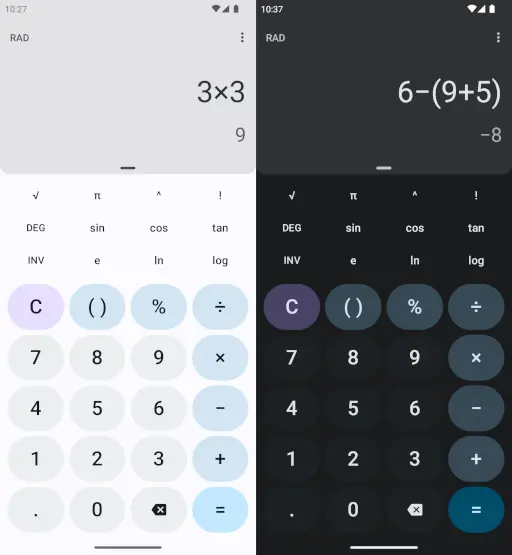 10:27
RAD
3×3
9
√ π ^ !
DEG sin cos tan
INV e ln log
C ( ) % ÷
7 8 9 ×
4 5 6 −
1 2 3 +
. 0 =
10:37
RAD
6−(9+5)
−8
√ π ^ !
DEG sin cos tan
INV e ln log
C ( ) % ÷
7 8 9 ×
4 5 6 −
1 2 3 +
. 0 =